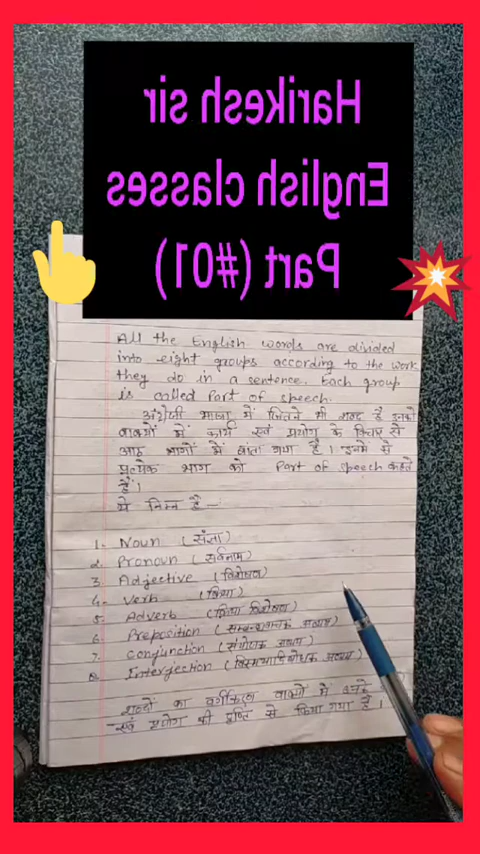 Harikesh sir
English classes
Part (#01)
All the English words are divided
into eight groups according to the work
they do in a sentence. Each group
is called Part of speech.
अंग्रेजी भाषा में जितने भी शब्द है उनको
वाक्यों में कार्य एवं प्रयोग के विचार से
आठ भागों में बांटा गया है। इनमे से
प्रत्येक भाग को Part of speech कहते
हैं।
ये निम्न है -
1- Noun (संज्ञा)
2- Pronoun (सर्वनाम)
3- Adjective (विशेषण)
4- Verb (क्रिया)
5. Adverb (क्रिया विशेषण)
6. Preposition (सम्बन्धवाचक अव्यय)
7. Conjunction (संयोजक अव्यय)
8. Interjection (विस्मयादिबोधक अव्यय)
शब्दों का वर्गीकरण वाक्यों में उनके
एवं प्रयोग की दृष्टि से किया गया है।